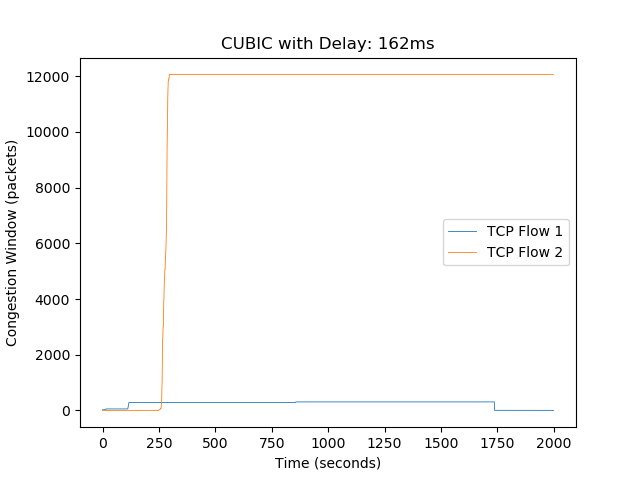 CUBIC with Delay: 162ms
12000
10000
8000
6000
4000
2000
0
Congestion Window (packets)
TCP Flow 1
TCP Flow 2
0 250 500 750 1000 1250 1500 1750 2000
Time (seconds)